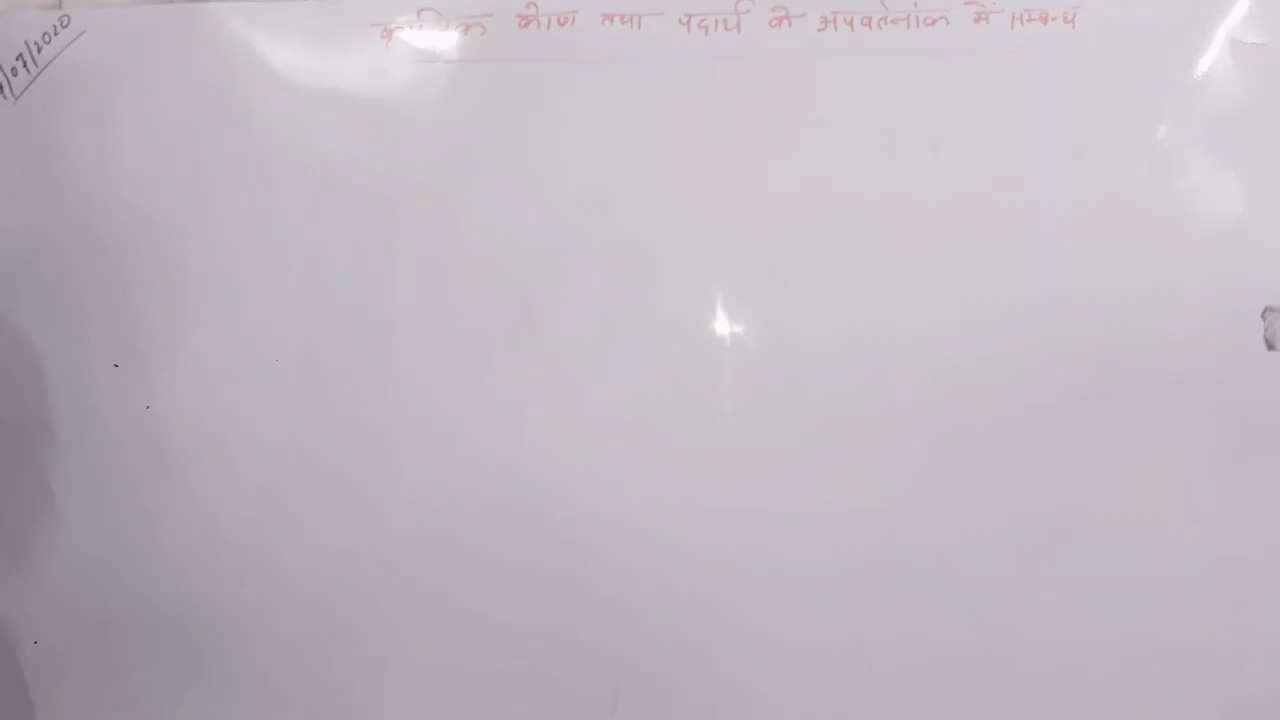 /07/2020
क्रान्तिक कोण तथा पदार्थ के अपवर्तनांक में सम्बन्ध